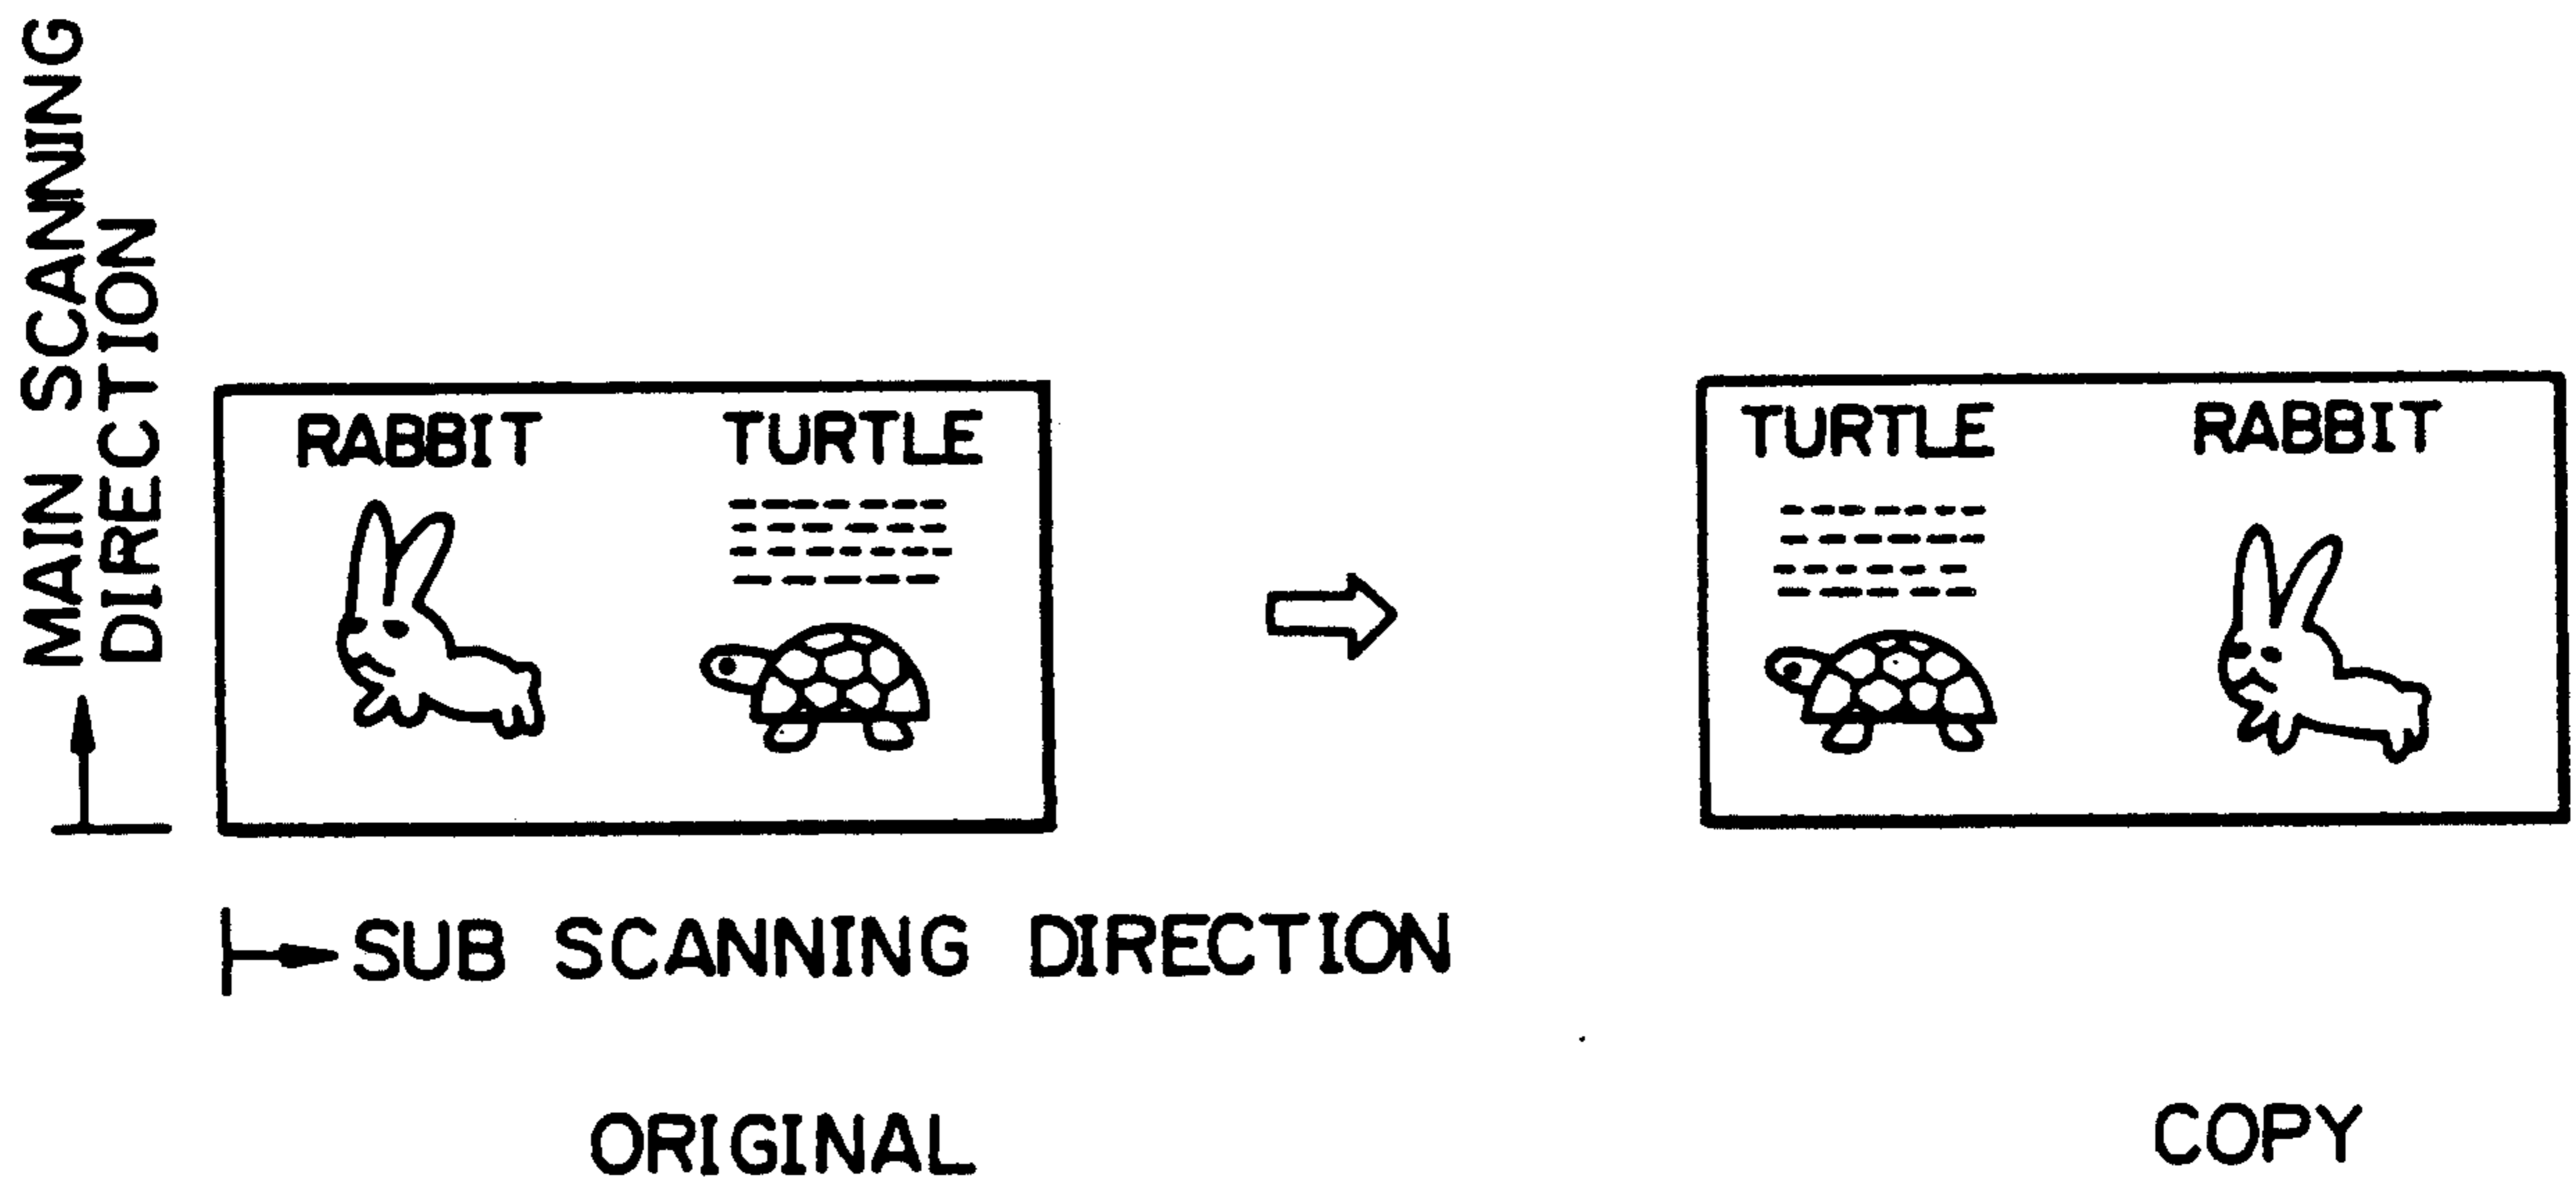 MAIN SCANNING
DIRECTION
RABBIT TURTLE
TURTLE RABBIT
SUB SCANNING DIRECTION
ORIGINAL
COPY